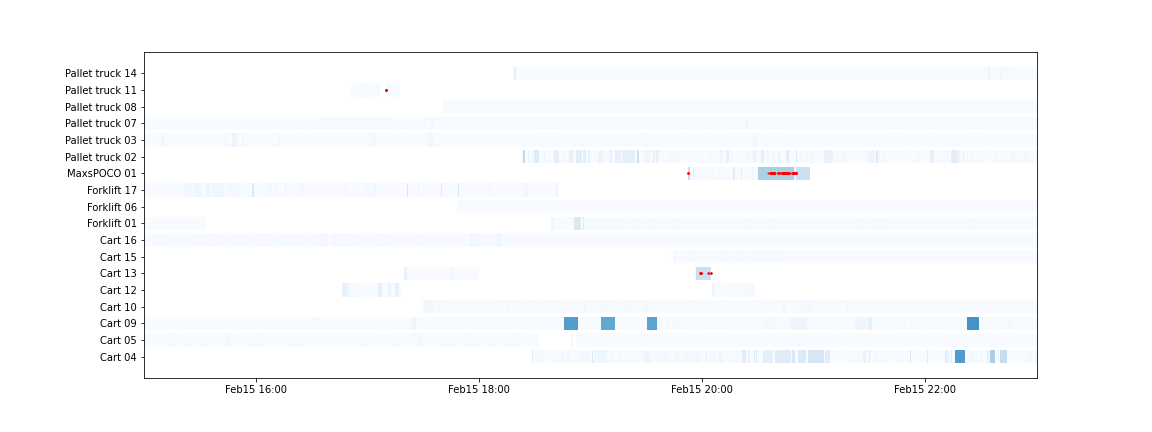 Pallet truck 14
Pallet truck 11
Pallet truck 08
Pallet truck 07
Pallet truck 03
Pallet truck 02
MaxsPOCO 01
Forklift 17
Forklift 06
Forklift 01
Cart 16
Cart 15
Cart 13
Cart 12
Cart 10
Cart 09
Cart 05
Cart 04
Feb15 16:00 Feb15 18:00 Feb15 20:00 Feb15 22:00